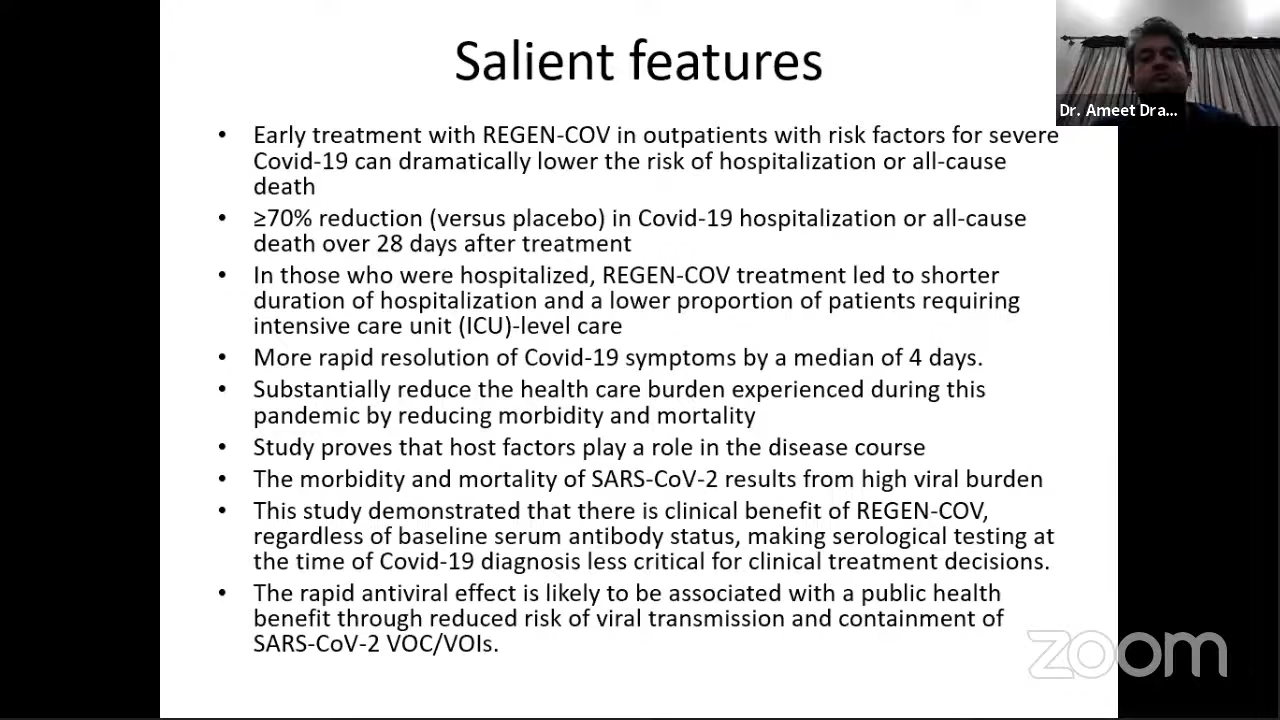 Salient features
Dr. Ameet Dra...
• Early treatment with REGEN-COV in outpatients with risk factors for severe
Covid-19 can dramatically lower the risk of hospitalization or all-cause
death
• ≥70% reduction (versus placebo) in Covid-19 hospitalization or all-cause
death over 28 days after treatment
• In those who were hospitalized, REGEN-COV treatment led to shorter
duration of hospitalization and a lower proportion of patients requiring
intensive care unit (ICU)-level care
• More rapid resolution of Covid-19 symptoms by a median of 4 days.
• Substantially reduce the health care burden experienced during this
pandemic by reducing morbidity and mortality
• Study proves that host factors play a role in the disease course
• The morbidity and mortality of SARS-CoV-2 results from high viral burden
• This study demonstrated that there is clinical benefit of REGEN-COV,
regardless of baseline serum antibody status, making serological testing at
the time of Covid-19 diagnosis less critical for clinical treatment decisions.
• The rapid antiviral effect is likely to be associated with a public health
benefit through reduced risk of viral transmission and containment of
SARS-CoV-2 VOC/VOIs.
zoom